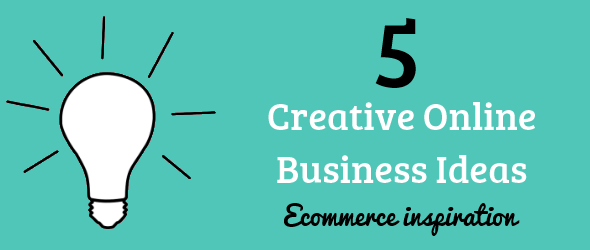 5
Creative Online
Business Ideas
Ecommerce inspiration